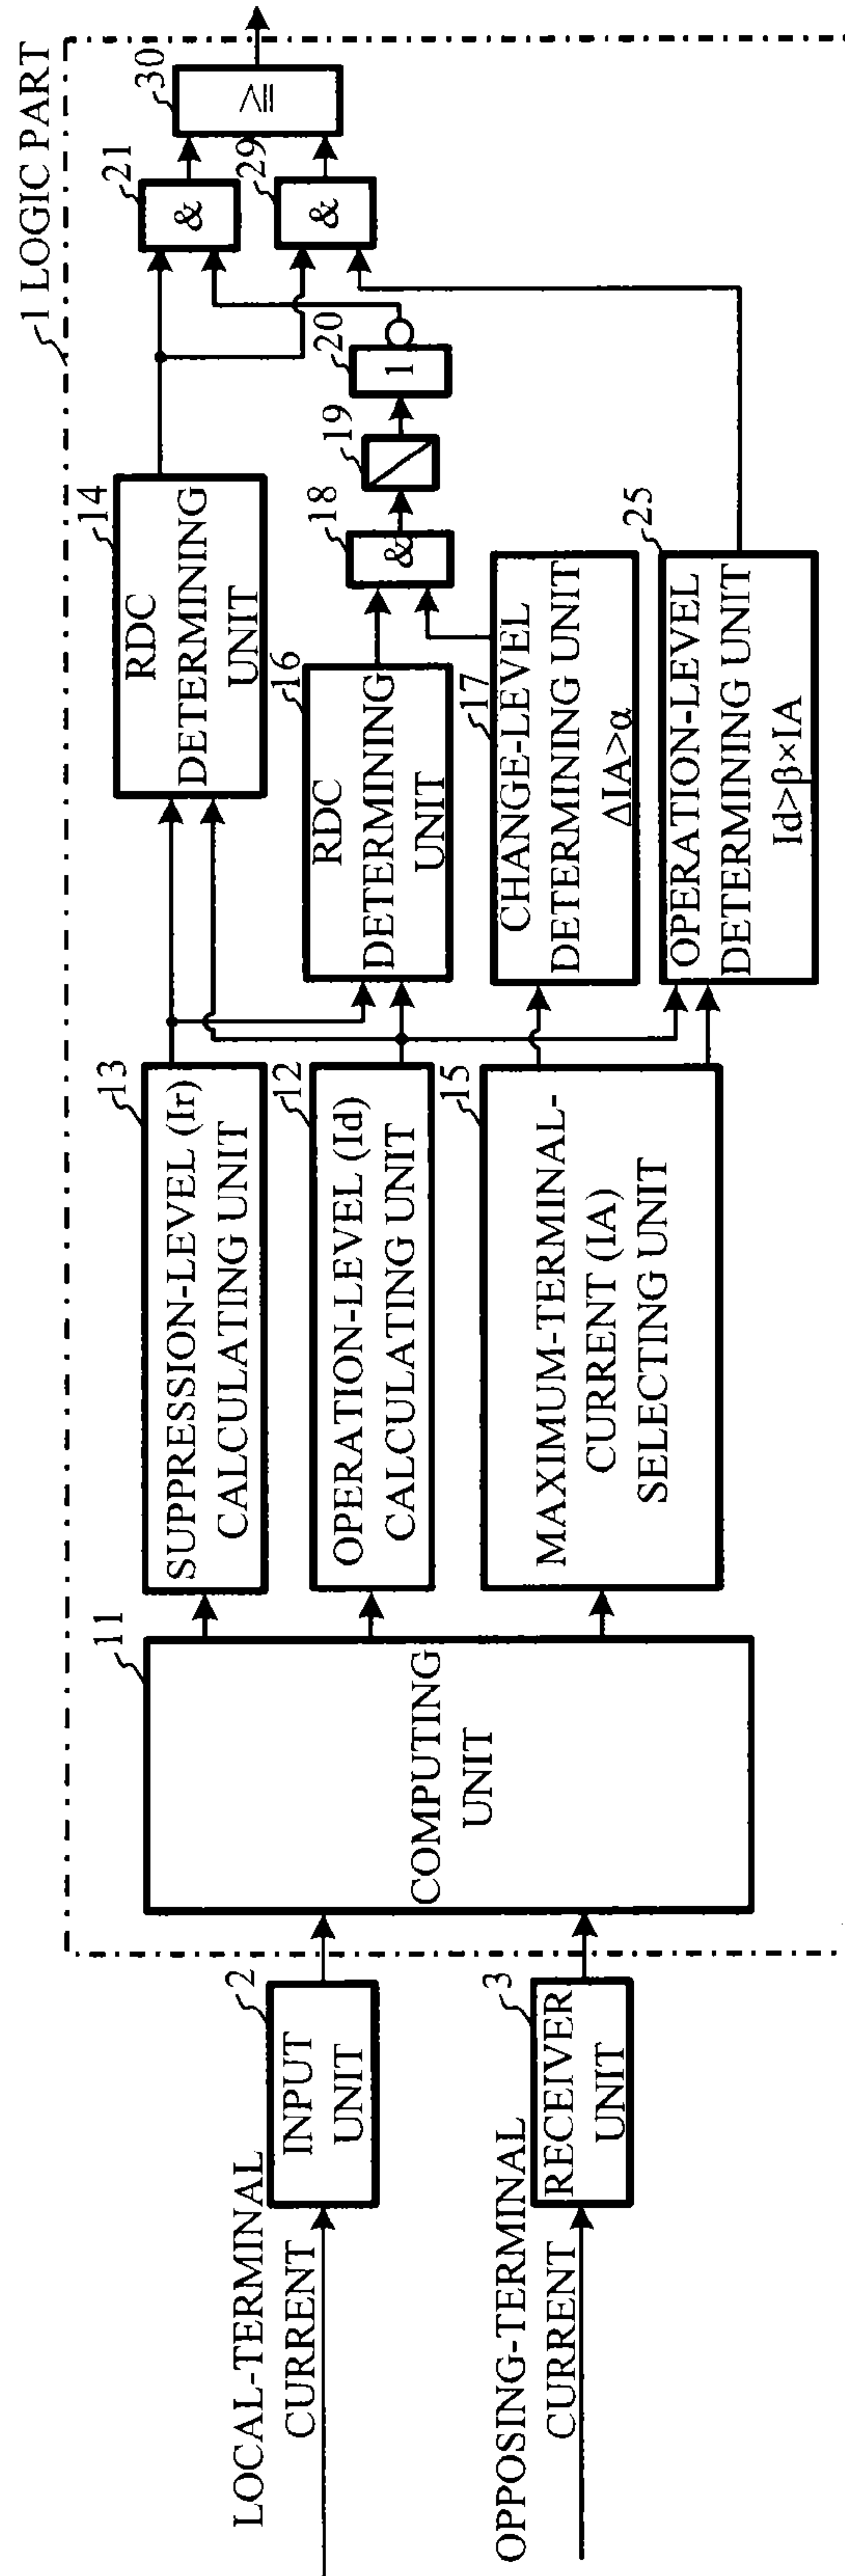 1 LOGIC PART
LOCAL-TERMINAL
CURRENT
2
INPUT
UNIT
OPPOSING-TERMINAL
CURRENT
3
RECEIVER
UNIT
11
COMPUTING
UNIT
13
SUPPRESSION-LEVEL (Ir)
CALCULATING UNIT
12
OPERATION-LEVEL (Id)
CALCULATING UNIT
15
MAXIMUM-TERMINAL-
CURRENT (IA)
SELECTING UNIT
14
RDC
DETERMINING
UNIT
16
RDC
DETERMINING
UNIT
17
CHANGE-LEVEL
DETERMINING UNIT
ΔIA>α
25
OPERATION-LEVEL
DETERMINING UNIT
Id>β×IA
18
&
19
20
1
21
&
29
&
30
≧1